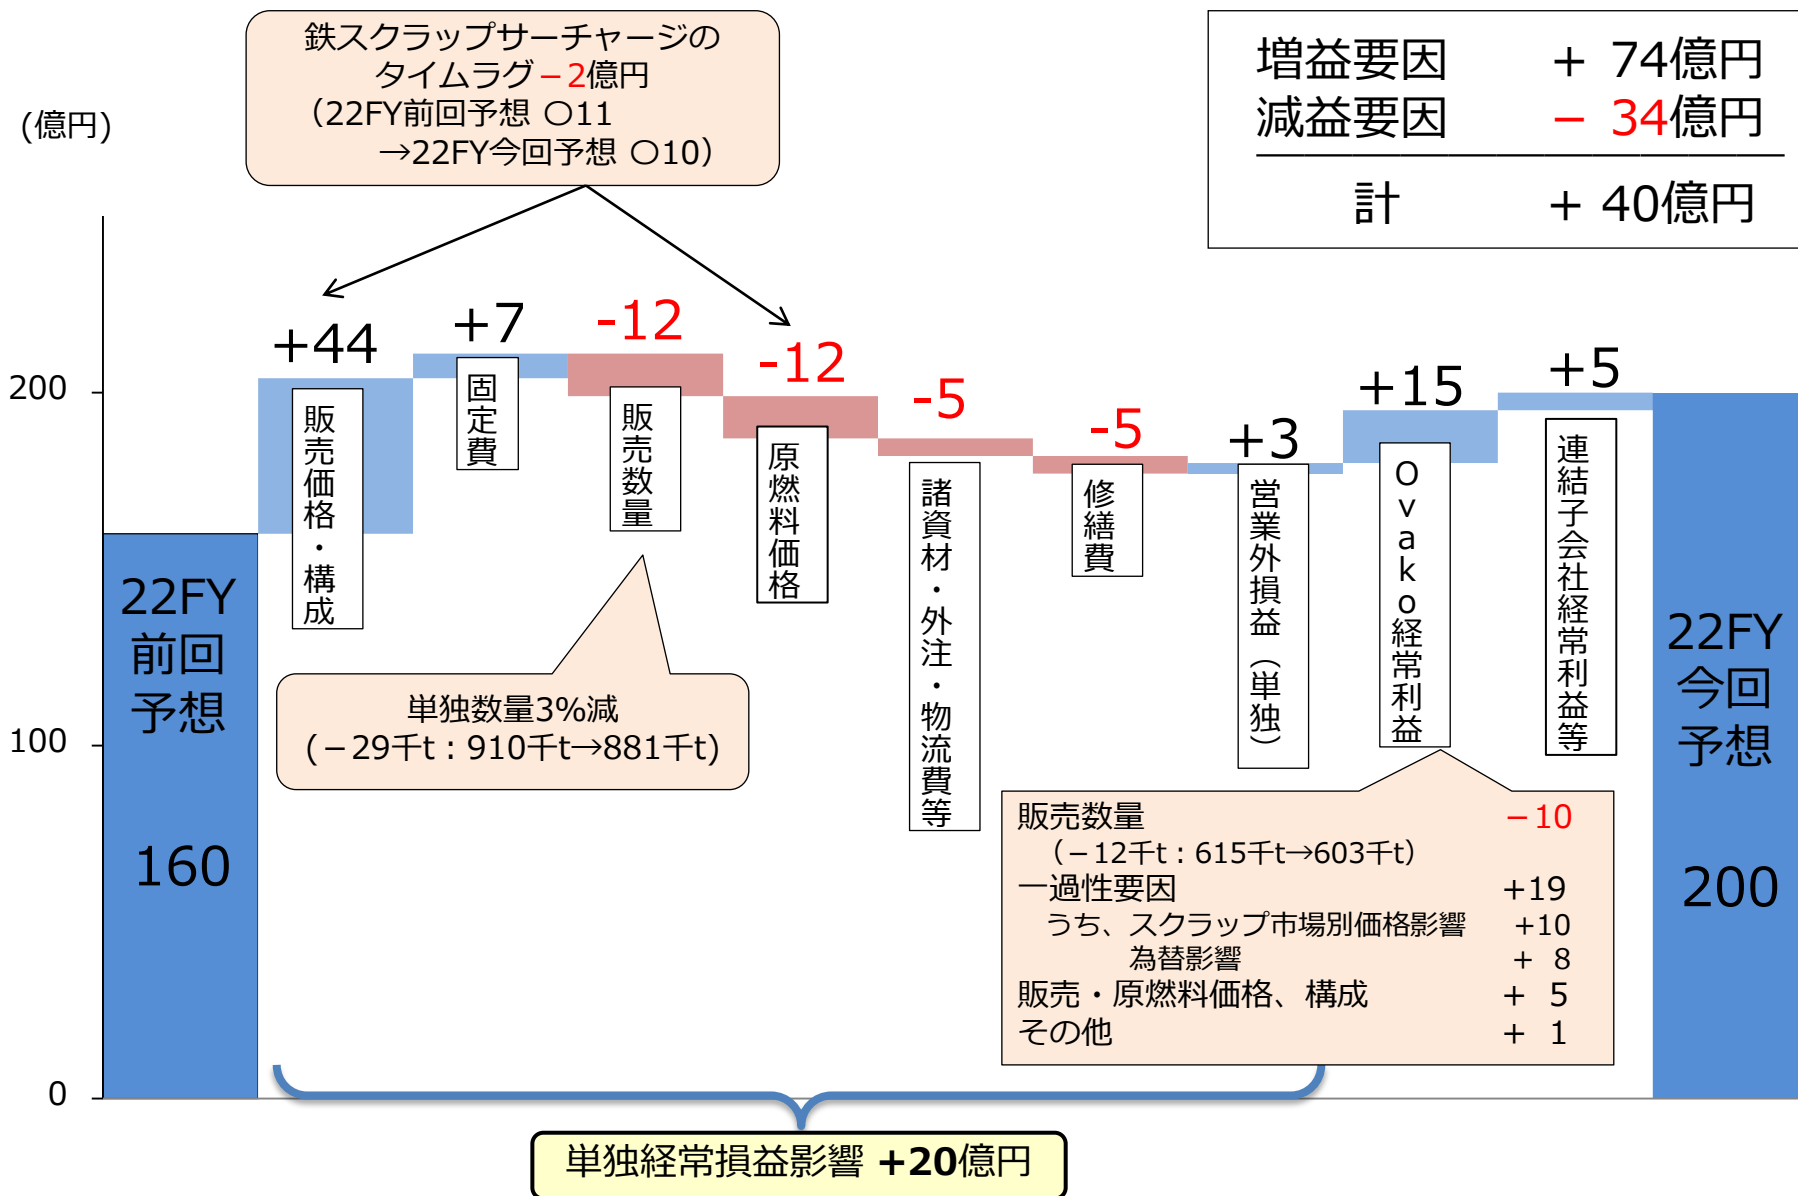 鉄スクラップサーチャージの
タイムラグ－2億円
（22FY前回予想 〇11
→22FY今回予想 〇10）
増益要因 + 74億円
減益要因 － 34億円
計 + 40億円
(億円)
200
100
0
+44
+7
-12
-12
-5
-5
+3
+15
+5
販売価格・構成
固定費
販売数量
原燃料価格
諸資材・外注・物流費等
修繕費
営業外損益（単独）
Ovako経常利益
連結子会社経常利益等
22FY
前回
予想
160
22FY
今回
予想
200
単独数量3%減
(－29千t：910千t→881千t)
販売数量 －10
（－12千t：615千t→603千t）
一過性要因 +19
うち、スクラップ市場別価格影響 +10
為替影響 + 8
販売・原燃料価格、構成 + 5
その他 + 1
単独経常損益影響 +20億円